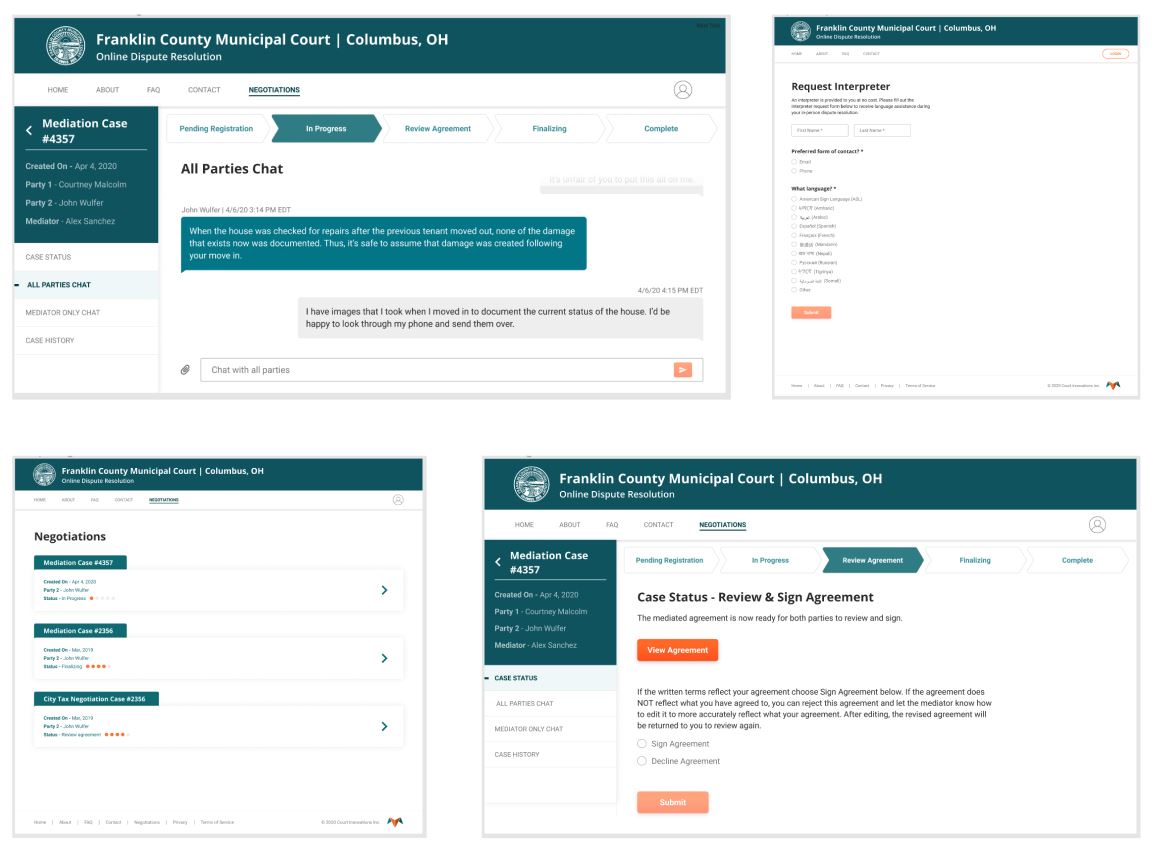 Franklin County Municipal Court | Columbus, OH
Online Dispute Resolution
HOME ABOUT FAQ CONTACT NEGOTIATIONS
Mediation Case
#4357
Created On - Apr 4, 2020
Party 1 - Courtney Malcolm
Party 2 - John Wulfer
Mediator - Alex Sanchez
CASE STATUS
ALL PARTIES CHAT
MEDIATOR ONLY CHAT
CASE HISTORY
Pending Registration In Progress Review Agreement Finalizing Complete
All Parties Chat
it's unfair of you to put this all on me.
John Wulfer | 4/6/20 3:14 PM EDT
When the house was checked for repairs after the previous tenant moved out, none of the damage
that exists now was documented. Thus, it's safe to assume that damage was created following
your move in.
4/6/20 4:15 PM EDT
I have images that I took when I moved in to document the current status of the house. I'd be
happy to look through my phone and send them over.
Chat with all parties
Franklin County Municipal Court | Columbus, OH
Online Dispute Resolution
HOME ABOUT FAQ CONTACT
LOGIN
Request Interpreter
An interpreter is provided to you at no cost. Please fill out the
interpreter request form below to receive language assistance during
your in-person dispute resolution.
First Name * Last Name *
Preferred form of contact? *
Email
Phone
What language? *
American Sign Language (ASL)
(Amharic)
(Arabic)
Español (Spanish)
Français (French)
(Mandarin)
(Nepali)
Русский (Russian)
(Tigrinya)
(Somali)
Other
Submit
Home | About | FAQ | Contact | Privacy | Terms of Service
© 2020 Court Innovations Inc.
Franklin County Municipal Court | Columbus, OH
Online Dispute Resolution
HOME ABOUT FAQ CONTACT NEGOTIATIONS
Negotiations
Mediation Case #4357
Created On - Apr 4, 2020
Party 2 - John Wulfer
Status - In Progress
Mediation Case #2356
Created On - Mar, 2019
Party 2 - John Wulfer
Status - Finalizing
City Tax Negotiation Case #2356
Created On - Mar, 2019
Party 2 - John Wulfer
Status - Review agreement
Home | About | FAQ | Contact | Negotiations | Privacy | Terms of Service
© 2020 Court Innovations Inc.
Franklin County Municipal Court | Columbus, OH
Online Dispute Resolution
HOME ABOUT FAQ CONTACT NEGOTIATIONS
Mediation Case
#4357
Created On - Apr 4, 2020
Party 1 - Courtney Malcolm
Party 2 - John Wulfer
Mediator - Alex Sanchez
CASE STATUS
ALL PARTIES CHAT
MEDIATOR ONLY CHAT
CASE HISTORY
Pending Registration In Progress Review Agreement Finalizing Complete
Case Status - Review & Sign Agreement
The mediated agreement is now ready for both parties to review and sign.
View Agreement
If the written terms reflect your agreement choose Sign Agreement below. If the agreement does
NOT reflect what you have agreed to, you can reject this agreement and let the mediator know how
to edit it to more accurately reflect what your agreement. After editing, the revised agreement will
be returned to you to review again.
Sign Agreement
Decline Agreement
Submit